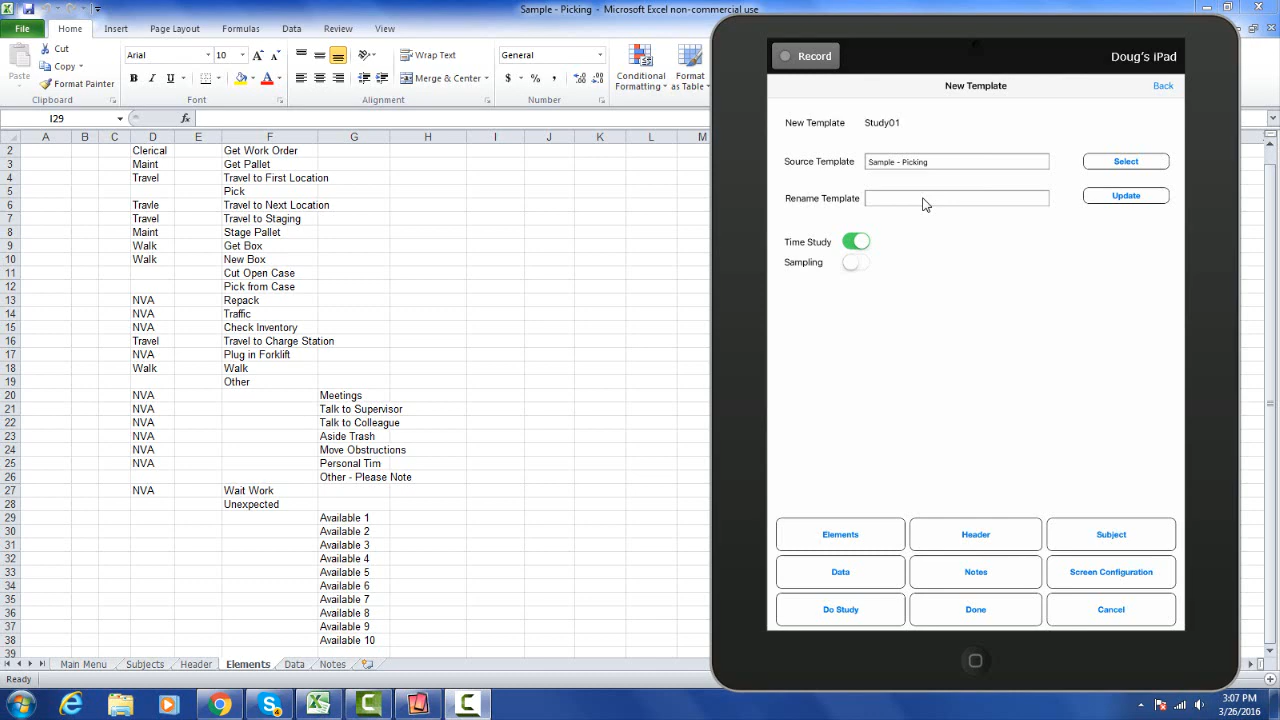 Sample - Picking - Microsoft Excel non-commercial use
File Home Insert Page Layout Formulas Data Review View
Paste
Cut
Copy
Format Painter
Clipboard
Arial 10
B I U
Font
Wrap Text
Merge & Center
Alignment
General
$ % ,
Number
Conditional Formatting
Format as Table
I29
fx
A B C D E F G H I J K L M
2 Clerical Get Work Order
3 Maint Get Pallet
4 Travel Travel to First Location
5 Pick
6 Travle Travel to Next Location
7 Travel Travel to Staging
8 Maint Stage Pallet
9 Walk Get Box
10 Walk New Box
11 Cut Open Case
12 Pick from Case
13 NVA Repack
14 NVA Traffic
15 NVA Check Inventory
16 Travel Travel to Charge Station
17 NVA Plug in Forklift
18 Walk Walk
19 Other
20 NVA Meetings
21 NVA Talk to Supervisor
22 NVA Talk to Colleague
23 NVA Aside Trash
24 NVA Move Obstructions
25 NVA Personal Tim
26 Other - Please Note
27 NVA Wait Work
28 Unexpected
29 Available 1
30 Available 2
31 Available 3
32 Available 4
33 Available 5
34 Available 6
35 Available 7
36 Available 8
37 Available 9
38 Available 10
39
Main Menu Subjects Header Elements Data Notes
Ready
Record
Doug's iPad
New Template Back
New Template Study01
Source Template Sample - Picking Select
Rename Template Update
Time Study
Sampling
Elements Header Subject
Data Notes Screen Configuration
Do Study Done Cancel
3:07 PM
3/26/2016